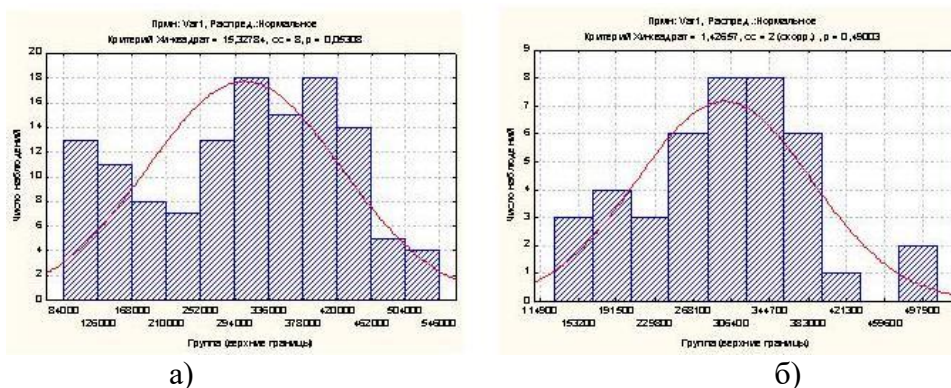 Прмн: Var1, Распред.:Нормальное
Критерий Хи-квадрат = 15,32784, сс = 8, p = 0,05308
Число наблюдений
20
18
16
14
12
10
8
6
4
2
0
84000 168000 252000 336000 420000 504000
126000 210000 294000 378000 462000 546000
Группа (верхние границы)
а)
Прмн: Var1, Распред.:Нормальное
Критерий Хи-квадрат = 1,42657, сс = 2 (скорр.) , p = 0,49003
Число наблюдений
9
8
7
6
5
4
3
2
1
0
114900 191500 268100 344700 421300 497900
153200 229800 306400 383000 459600
Группа (верхние границы)
б)